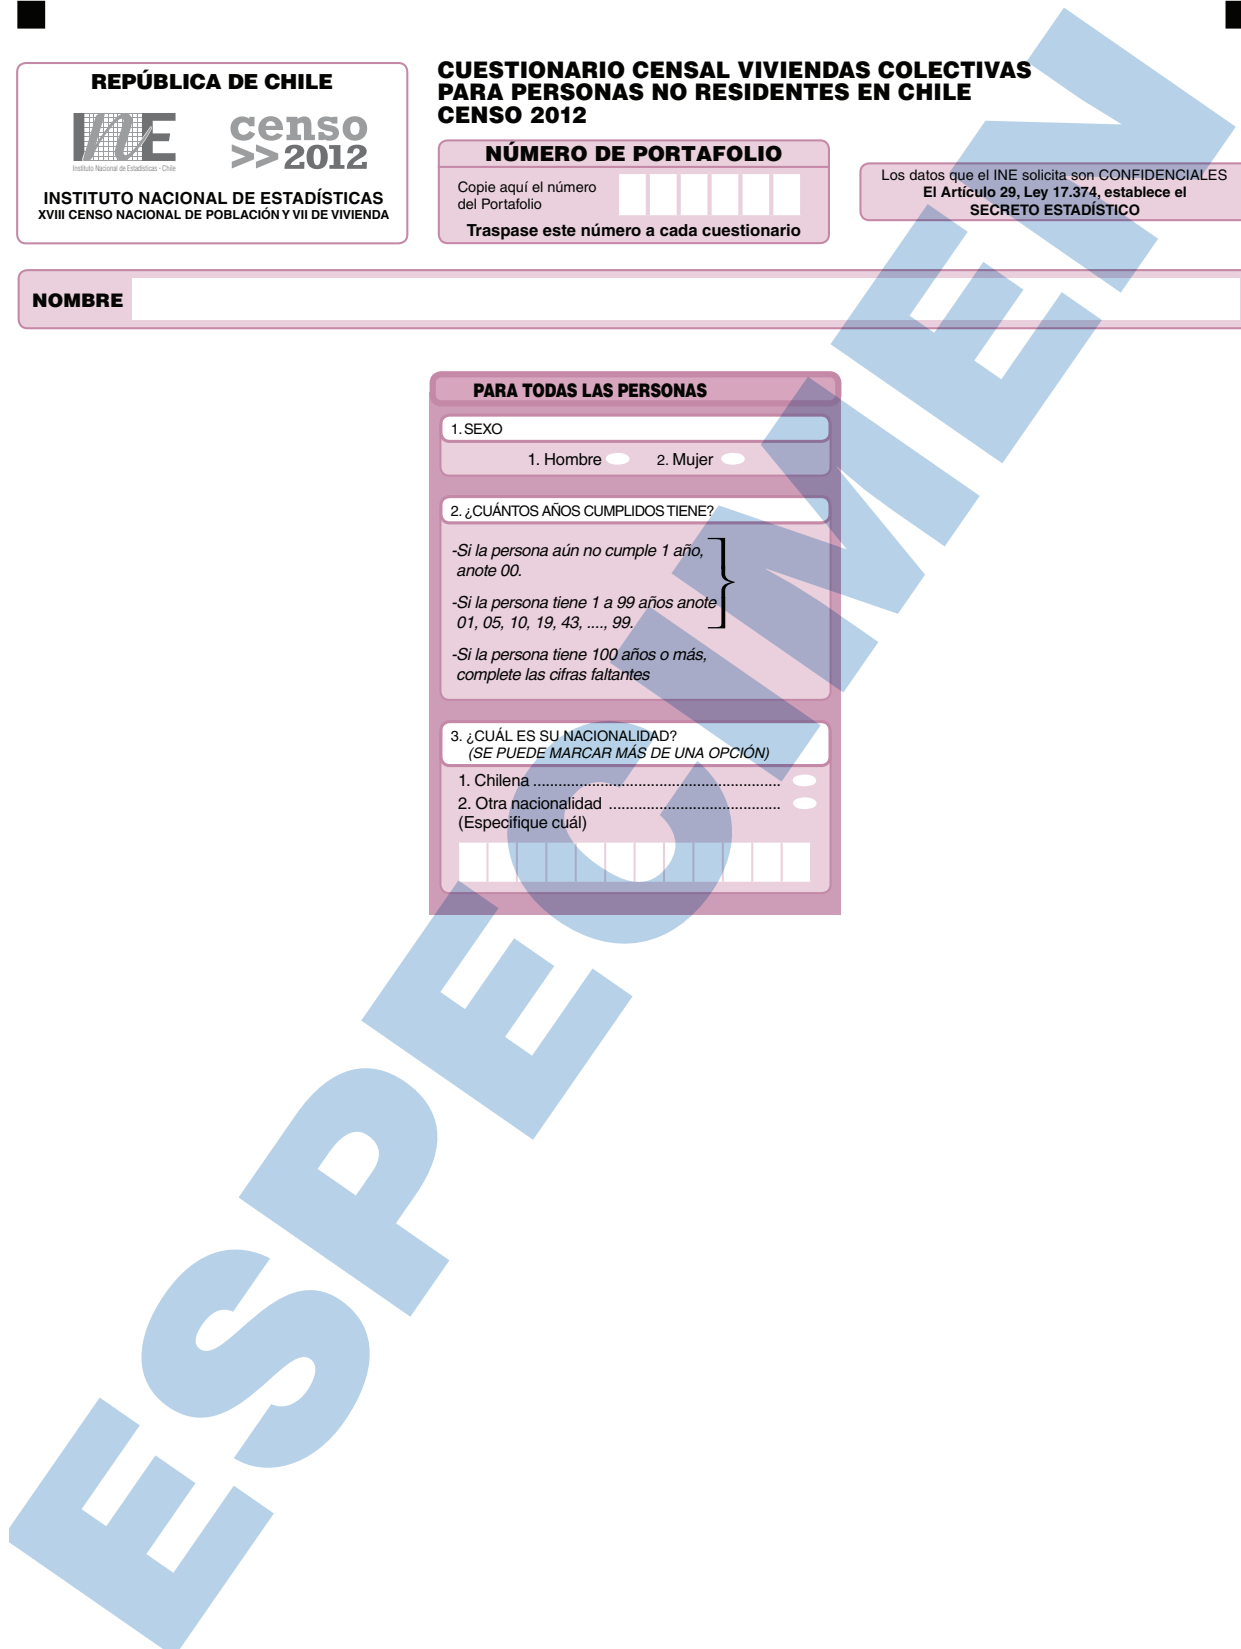 REPÚBLICA DE CHILE
INE
Instituto Nacional de Estadísticas - Chile
censo
>> 2012
INSTITUTO NACIONAL DE ESTADÍSTICAS
XVIII CENSO NACIONAL DE POBLACIÓN Y VII DE VIVIENDA
CUESTIONARIO CENSAL VIVIENDAS COLECTIVAS
PARA PERSONAS NO RESIDENTES EN CHILE
CENSO 2012
NÚMERO DE PORTAFOLIO
Copie aquí el número
del Portafolio
Traspase este número a cada cuestionario
Los datos que el INE solicita son CONFIDENCIALES
El Artículo 29, Ley 17.374, establece el
SECRETO ESTADÍSTICO
NOMBRE
PARA TODAS LAS PERSONAS
1. SEXO
1. Hombre 2. Mujer
2. ¿CUÁNTOS AÑOS CUMPLIDOS TIENE?
-Si la persona aún no cumple 1 año,
anote 00.
-Si la persona tiene 1 a 99 años anote
01, 05, 10, 19, 43, ...., 99.
-Si la persona tiene 100 años o más,
complete las cifras faltantes
3. ¿CUÁL ES SU NACIONALIDAD?
(SE PUEDE MARCAR MÁS DE UNA OPCIÓN)
1. Chilena ..........................................................
2. Otra nacionalidad .........................................
(Especifique cuál)
ESPECIMEN